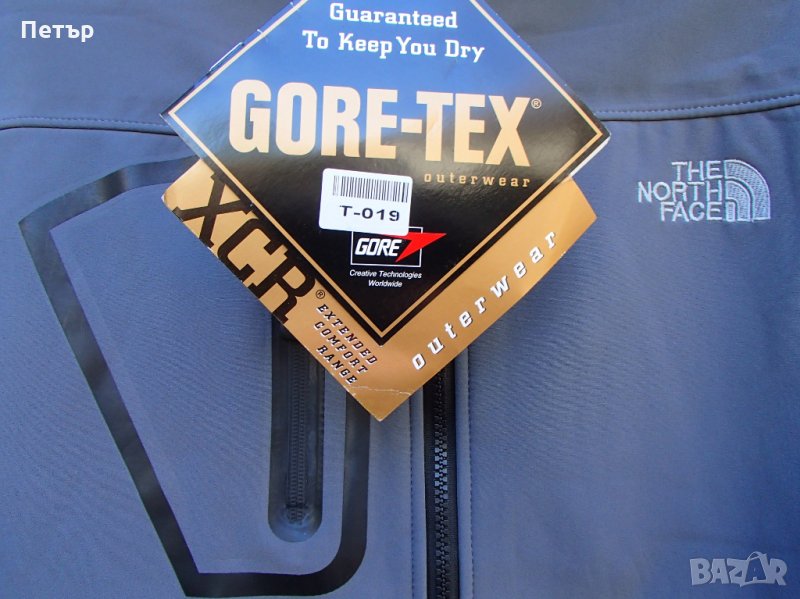 Петър
Guaranteed
To Keep You Dry
GORE-TEX®
outerwear
T-019
GORE
Creative Technologies
Worldwide
XCR®
EXTENDED
COMFORT
RANGE
outerwear
THE
NORTH
FACE
BAZAR